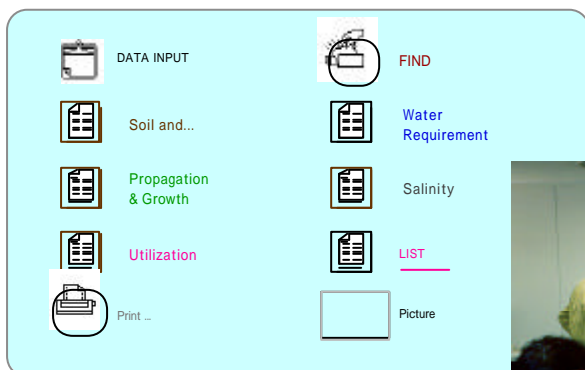 DATA INPUT
FIND
Soil and...
Water
Requirement
Propagation
& Growth
Salinity
Utilization
LIST
Print ...
Picture